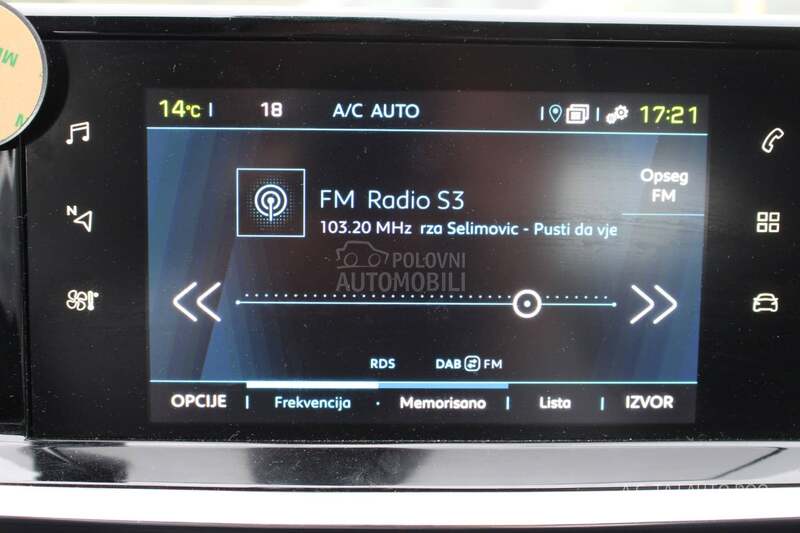 14°C 18 A/C AUTO 17:21
Opseg
FM
FM Radio S3
103.20 MHz rza Selimovic - Pusti da vje
POLOVNI
AUTOMOBILI
N
RDS DAB FM
OPCIJE Frekvencija Memorisano Lista IZVOR